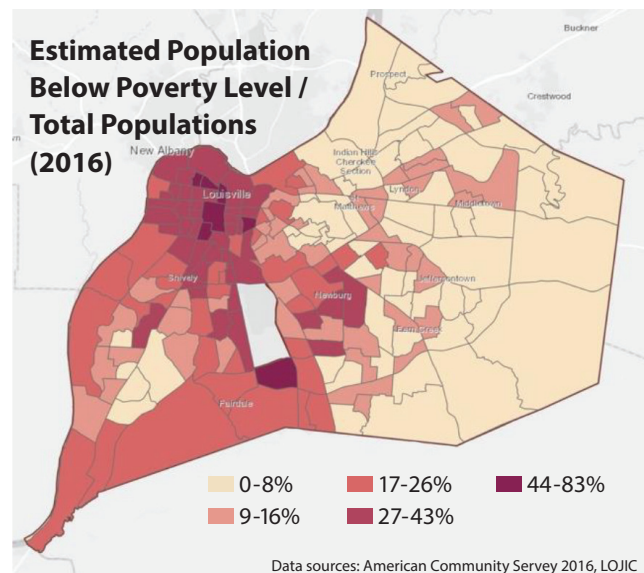 Estimated Population
Below Poverty Level /
Total Populations
(2016)
Buckner
Prospect
Crestwood
New Albany
Indian Hills
Cherokee
Section
Lyndon
St
Matthews
Middletown
Louisville
Shively
Jeffersontown
Newburg
Fern Creek
Fairdale
0-8%
17-26%
44-83%
9-16%
27-43%
Data sources: American Community Servey 2016, LOJIC